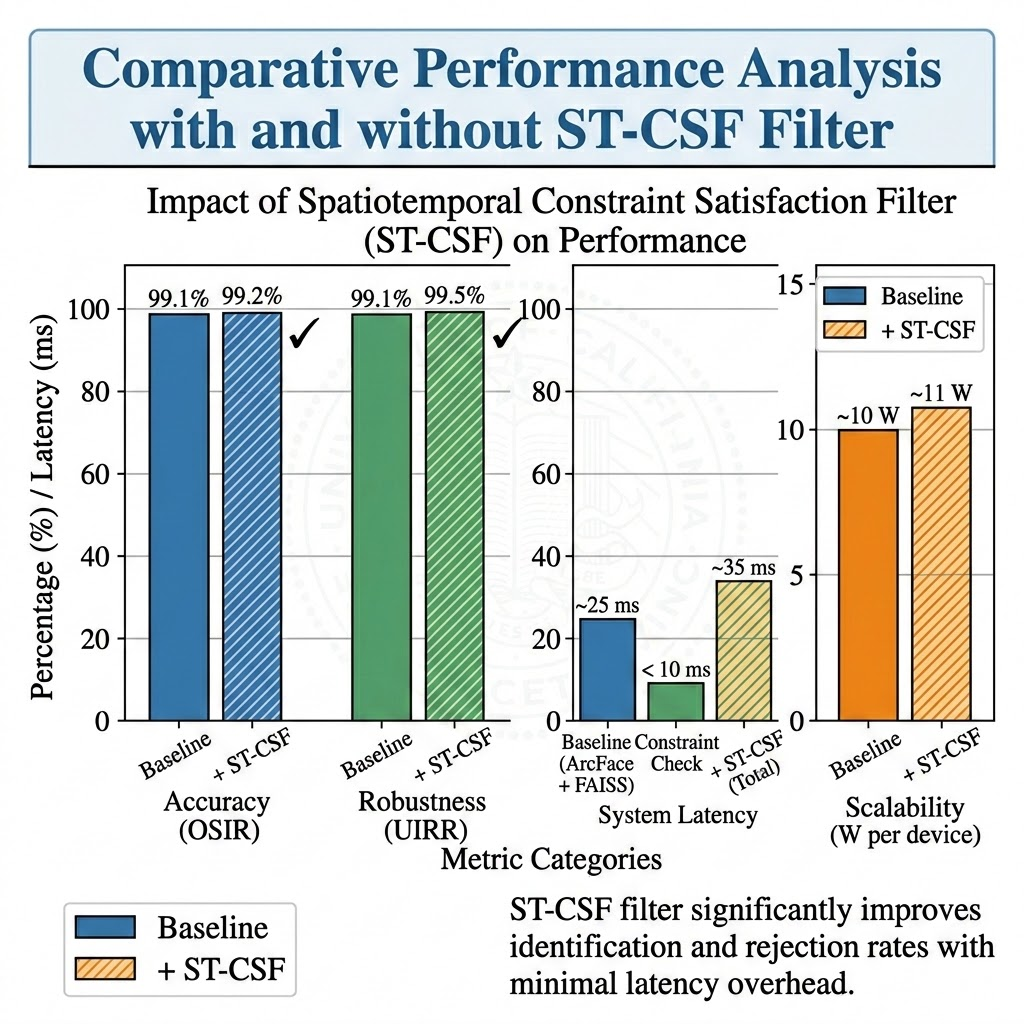 Comparative Performance Analysis
with and without ST-CSF Filter
Impact of Spatiotemporal Constraint Satisfaction Filter
(ST-CSF) on Performance
Percentage (%) / Latency (ms)
100
80
60
40
20
0
99.1%
99.2%
✓
99.1%
99.5%
✓
Baseline
+ ST-CSF
Accuracy
(OSIR)
Baseline
+ ST-CSF
Robustness
(UIRR)
100
80
60
40
20
0
~25 ms
< 10 ms
~35 ms
Baseline
(ArcFace
+ FAISS)
Constraint
Check
+ ST-CSF
(Total)
System Latency
15
10
5
0
Baseline
+ ST-CSF
~10 W
~11 W
Baseline
+ ST-CSF
Scalability
(W per device)
Metric Categories
Baseline
+ ST-CSF
ST-CSF filter significantly improves
identification and rejection rates with
minimal latency overhead.